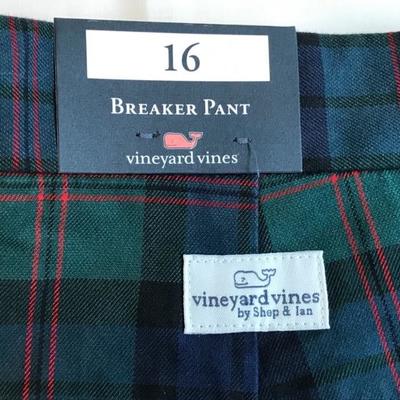 16
BREAKER PANT
vineyard vines
vineyard vines
by Shep & Ian